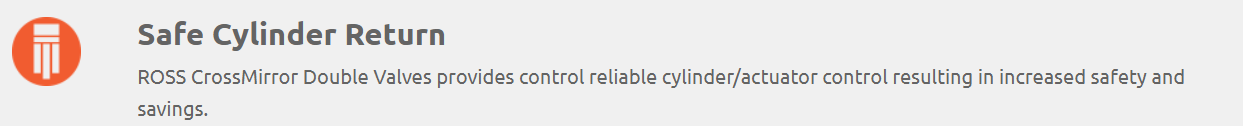 Safe Cylinder Return
ROSS CrossMirror Double Valves provides control reliable cylinder/actuator control resulting in increased safety and
savings.